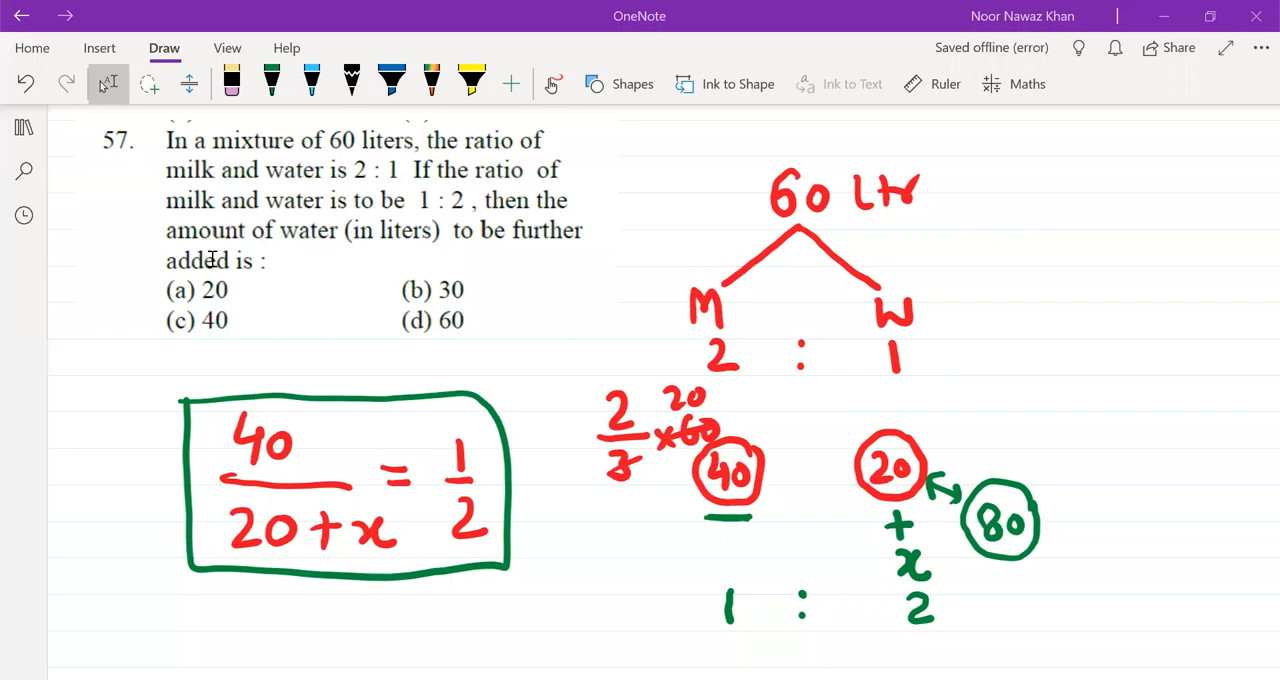 OneNote
Noor Nawaz Khan
Home Insert Draw View Help
Saved offline (error)
Share
Shapes
Ink to Shape
Ink to Text
Ruler
Maths
57. In a mixture of 60 liters, the ratio of
milk and water is 2 : 1 If the ratio of
milk and water is to be 1 : 2 , then the
amount of water (in liters) to be further
added is :
(a) 20 (b) 30
(c) 40 (d) 60
60 Ltr
M W
2 : 1
2/3 × 60 20
40 20
+ 80
x
1 : 2
40/(20 + x) = 1/2